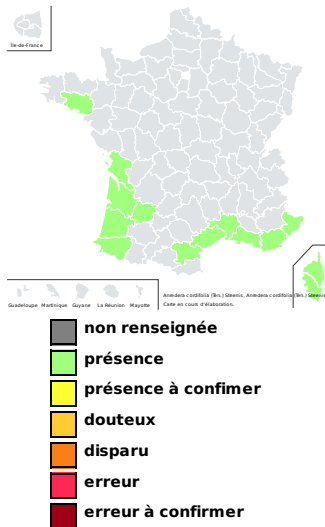 Île-de-France
Anredera cordifolia (Ten.) Steenis, Anredera cordifolia (Ten.) Steenis
Carte en cours d'élaboration.
Guadeloupe Martinique Guyane La Réunion Mayotte
non renseignée
présence
présence à confimer
douteux
disparu
erreur
erreur à confirmer